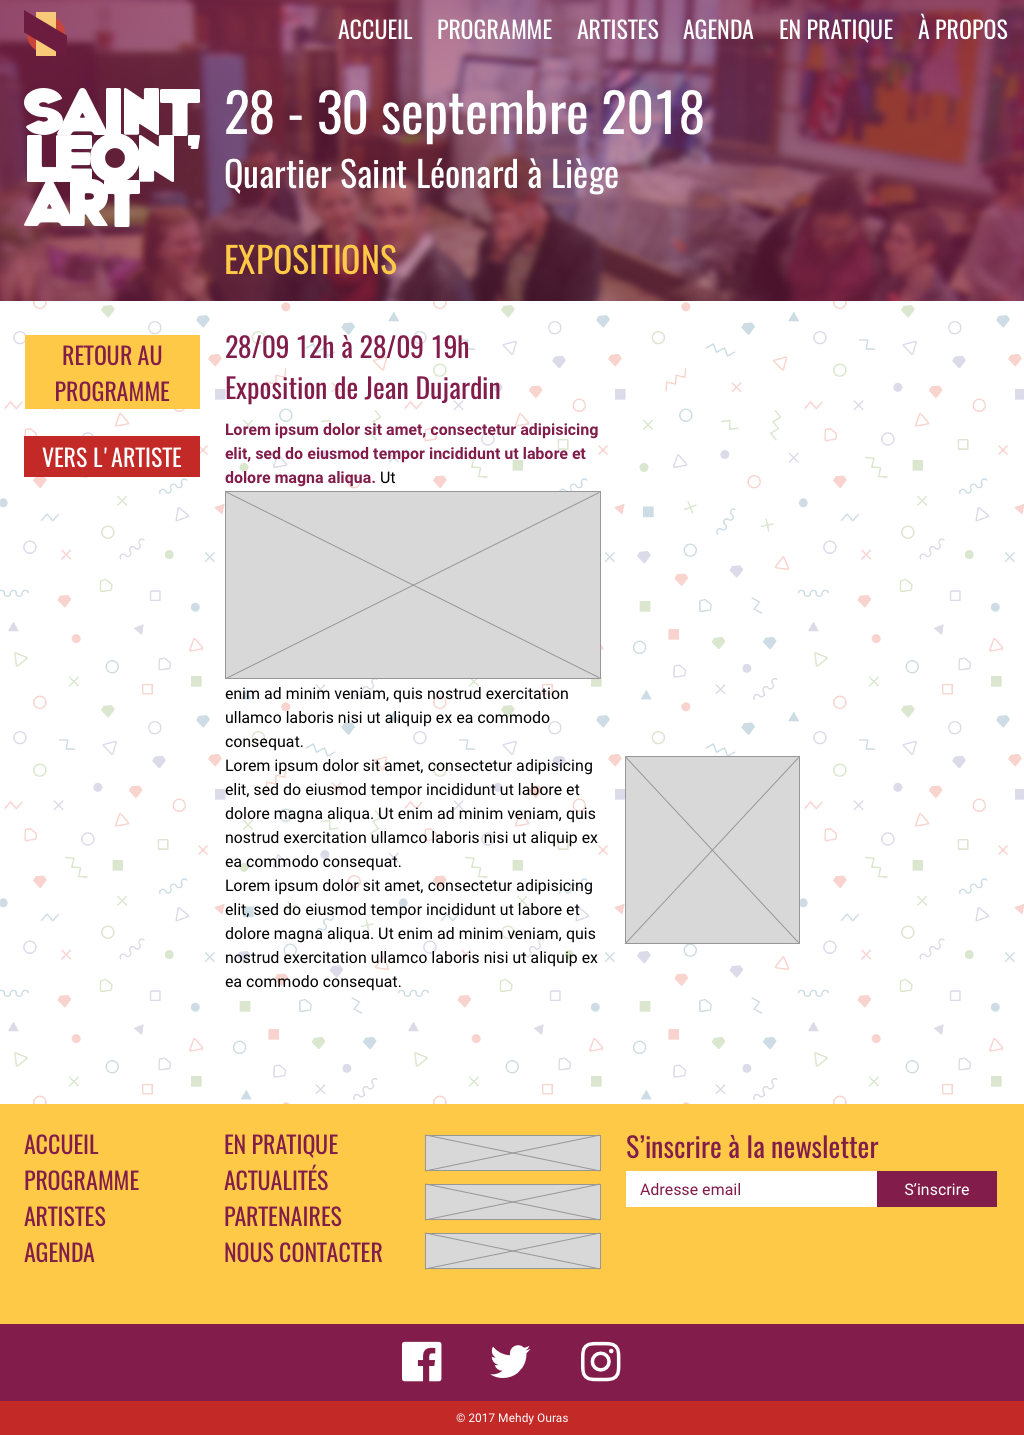 ACCUEIL PROGRAMME ARTISTES AGENDA EN PRATIQUE À PROPOS
SAINT
LÉON'
ART
28 - 30 septembre 2018
Quartier Saint Léonard à Liège
EXPOSITIONS
RETOUR AU
PROGRAMME
VERS L'ARTISTE
28/09 12h à 28/09 19h
Exposition de Jean Dujardin
Lorem ipsum dolor sit amet, consectetur adipisicing
elit, sed do eiusmod tempor incididunt ut labore et
dolore magna aliqua. Ut
enim ad minim veniam, quis nostrud exercitation
ullamco laboris nisi ut aliquip ex ea commodo
consequat.
Lorem ipsum dolor sit amet, consectetur adipisicing
elit, sed do eiusmod tempor incididunt ut labore et
dolore magna aliqua. Ut enim ad minim veniam, quis
nostrud exercitation ullamco laboris nisi ut aliquip ex
ea commodo consequat.
Lorem ipsum dolor sit amet, consectetur adipisicing
elit, sed do eiusmod tempor incididunt ut labore et
dolore magna aliqua. Ut enim ad minim veniam, quis
nostrud exercitation ullamco laboris nisi ut aliquip ex
ea commodo consequat.
ACCUEIL
PROGRAMME
ARTISTES
AGENDA
EN PRATIQUE
ACTUALITÉS
PARTENAIRES
NOUS CONTACTER
S’inscrire à la newsletter
Adresse email
S’inscrire
© 2017 Mehdy Ouras